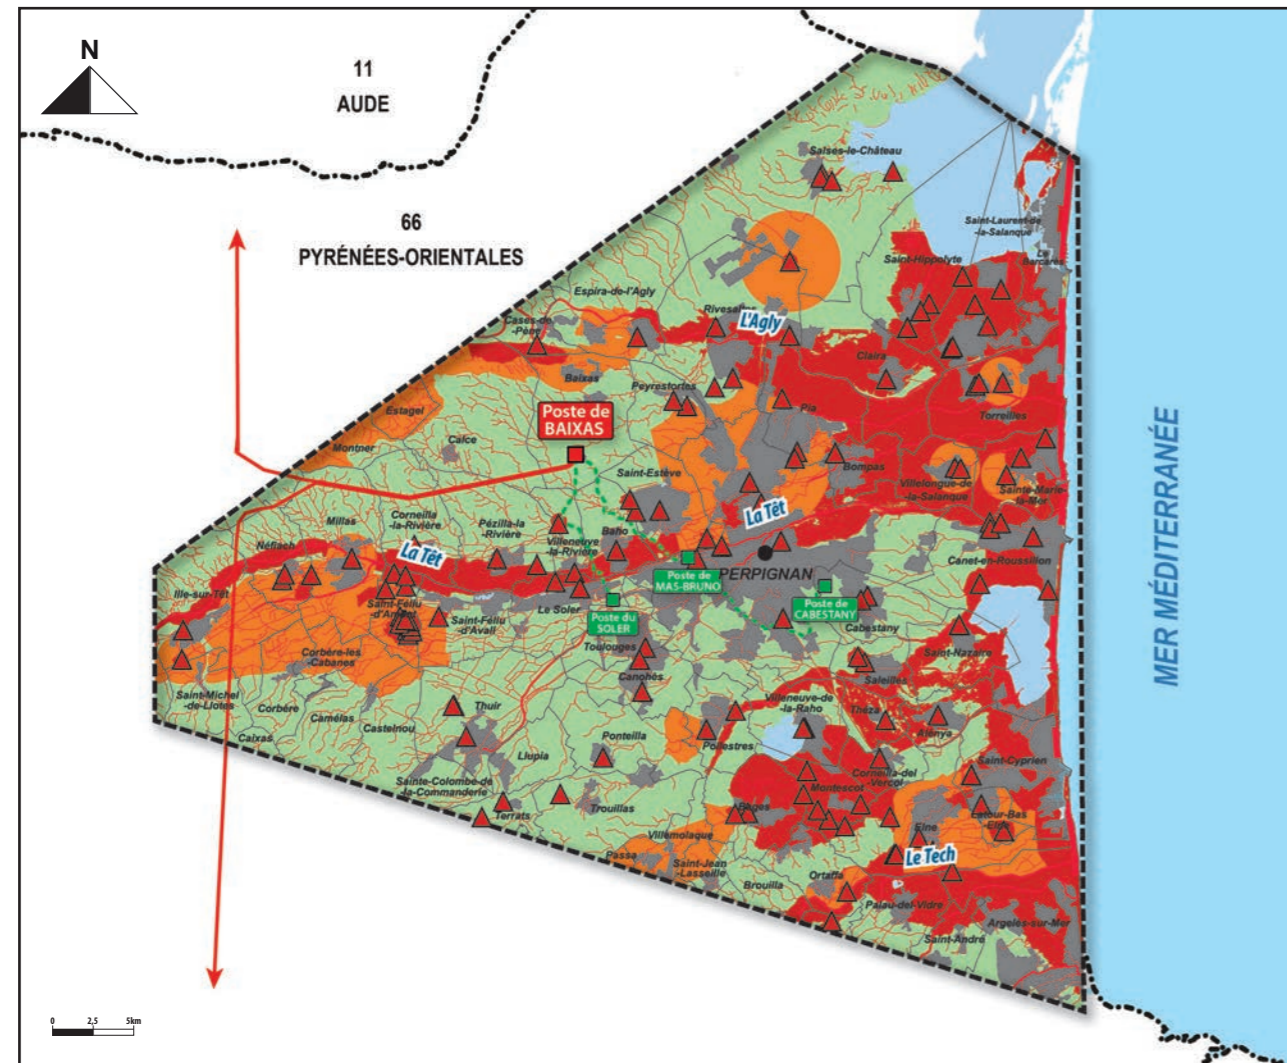 N
11
AUDE
66
PYRÉNÉES-ORIENTALES
Salses-le-Château
Saint-Laurent-de
-la-Salanque
Le
Barcarès
Saint-Hippolyte
Espira-de-l'Agly
Rivesaltes
L'Agly
Cases-de-
-Pène
Claira
Baixas
Peyrestortes
Pia
Torreilles
Estagel
Poste de
BAIXAS
Montner
Calce
Saint-Estève
Bompas
Villelongue-de
-la-Salanque
Sainte-Marie-
la-Mer
MER MÉDITERRANÉE
La Têt
Millas
Corneilla
-la-Rivière
Pézilla-la
-Rivière
Villeneuve
-la-Rivière
Baho
Néfiach
La Têt
Canet-en-Roussillon
PERPIGNAN
Poste de
MAS-BRUNO
Ille-sur-Têt
Poste de
CABESTANY
Le Soler
Poste du
SOLER
Saint-Féliu
-d'Amont
Saint-Féliu
-d'Avall
Cabestany
Toulouges
Saint-Nazaire
Corbère-les
-Cabanes
Saleilles
Canohès
Saint-Michel
-de-Llotes
Corbère
Camélas
Castelnou
Caixas
Thuir
Villeneuve-de
-la-Raho
Théza
Alénya
Ponteilla
Pollestres
Llupia
Saint-Cyprien
Corneilla-del
-Vercol
Sainte-Colombe-de
-la-Commanderie
Montescot
Trouillas
Terrats
Bages
Latour-Bas
Elne
Elne
Villemolaque
Le Tech
Passa
Saint-Jean
-Lasseille
Brouilla
Ortaffa
Palau-del-Vidre
Argelès-sur-Mer
Saint-André
0 2,5 5km